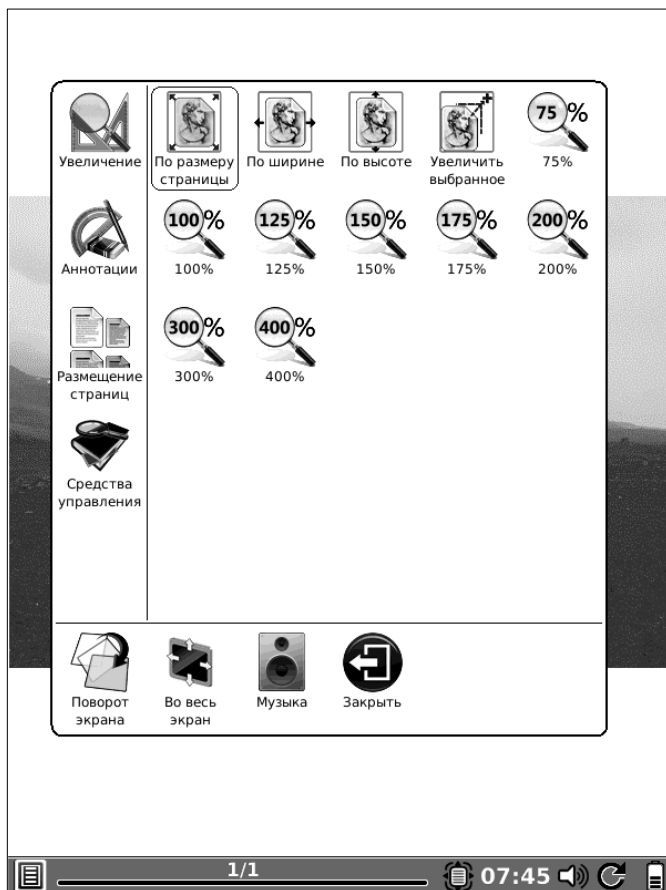 Увеличение
По размеру
страницы
По ширине
По высоте
Увеличить
выбранное
75%
75%
Аннотации
100%
100%
125%
125%
150%
150%
175%
175%
200%
200%
Размещение
страниц
300%
300%
400%
400%
Средства
управления
Поворот
экрана
Во весь
экран
Музыка
Закрыть
1/1
07:45